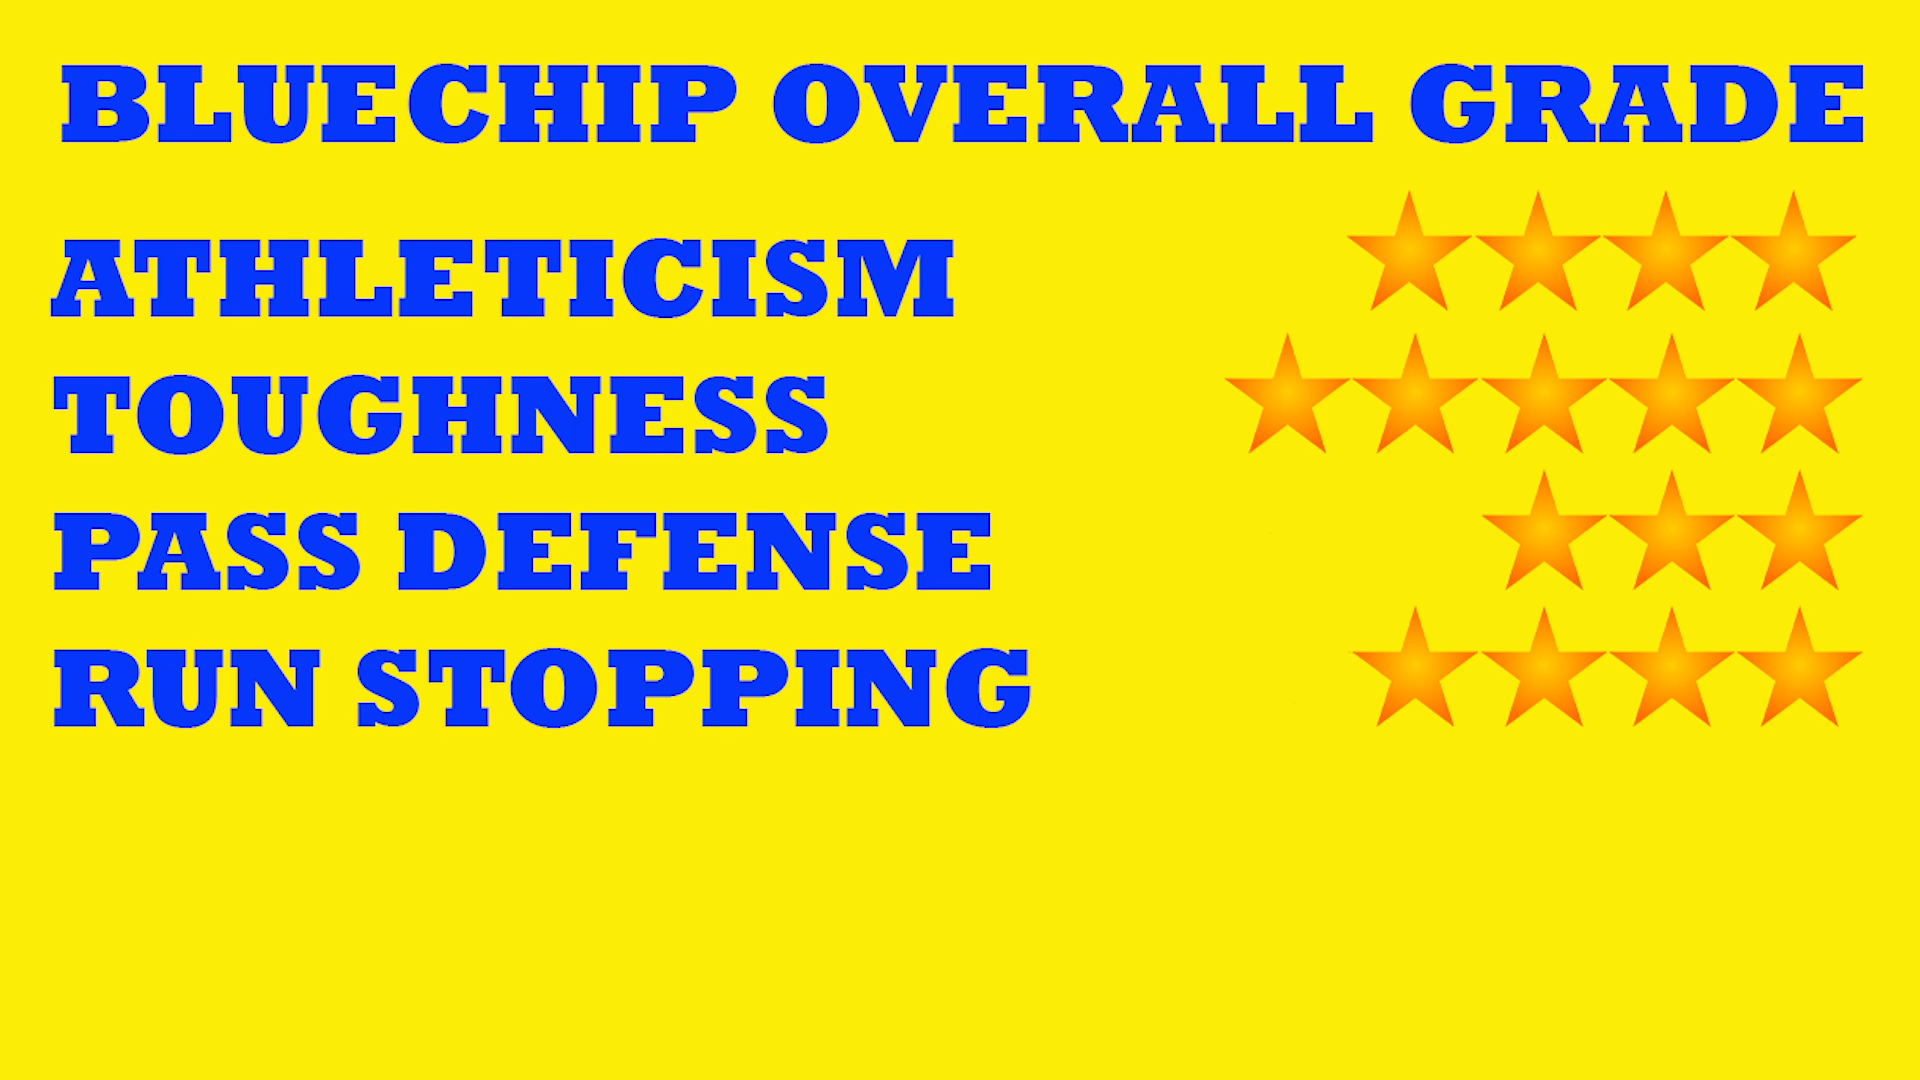 BLUECHIP OVERALL GRADE
ATHLETICISM
TOUGHNESS
PASS DEFENSE
RUN STOPPING